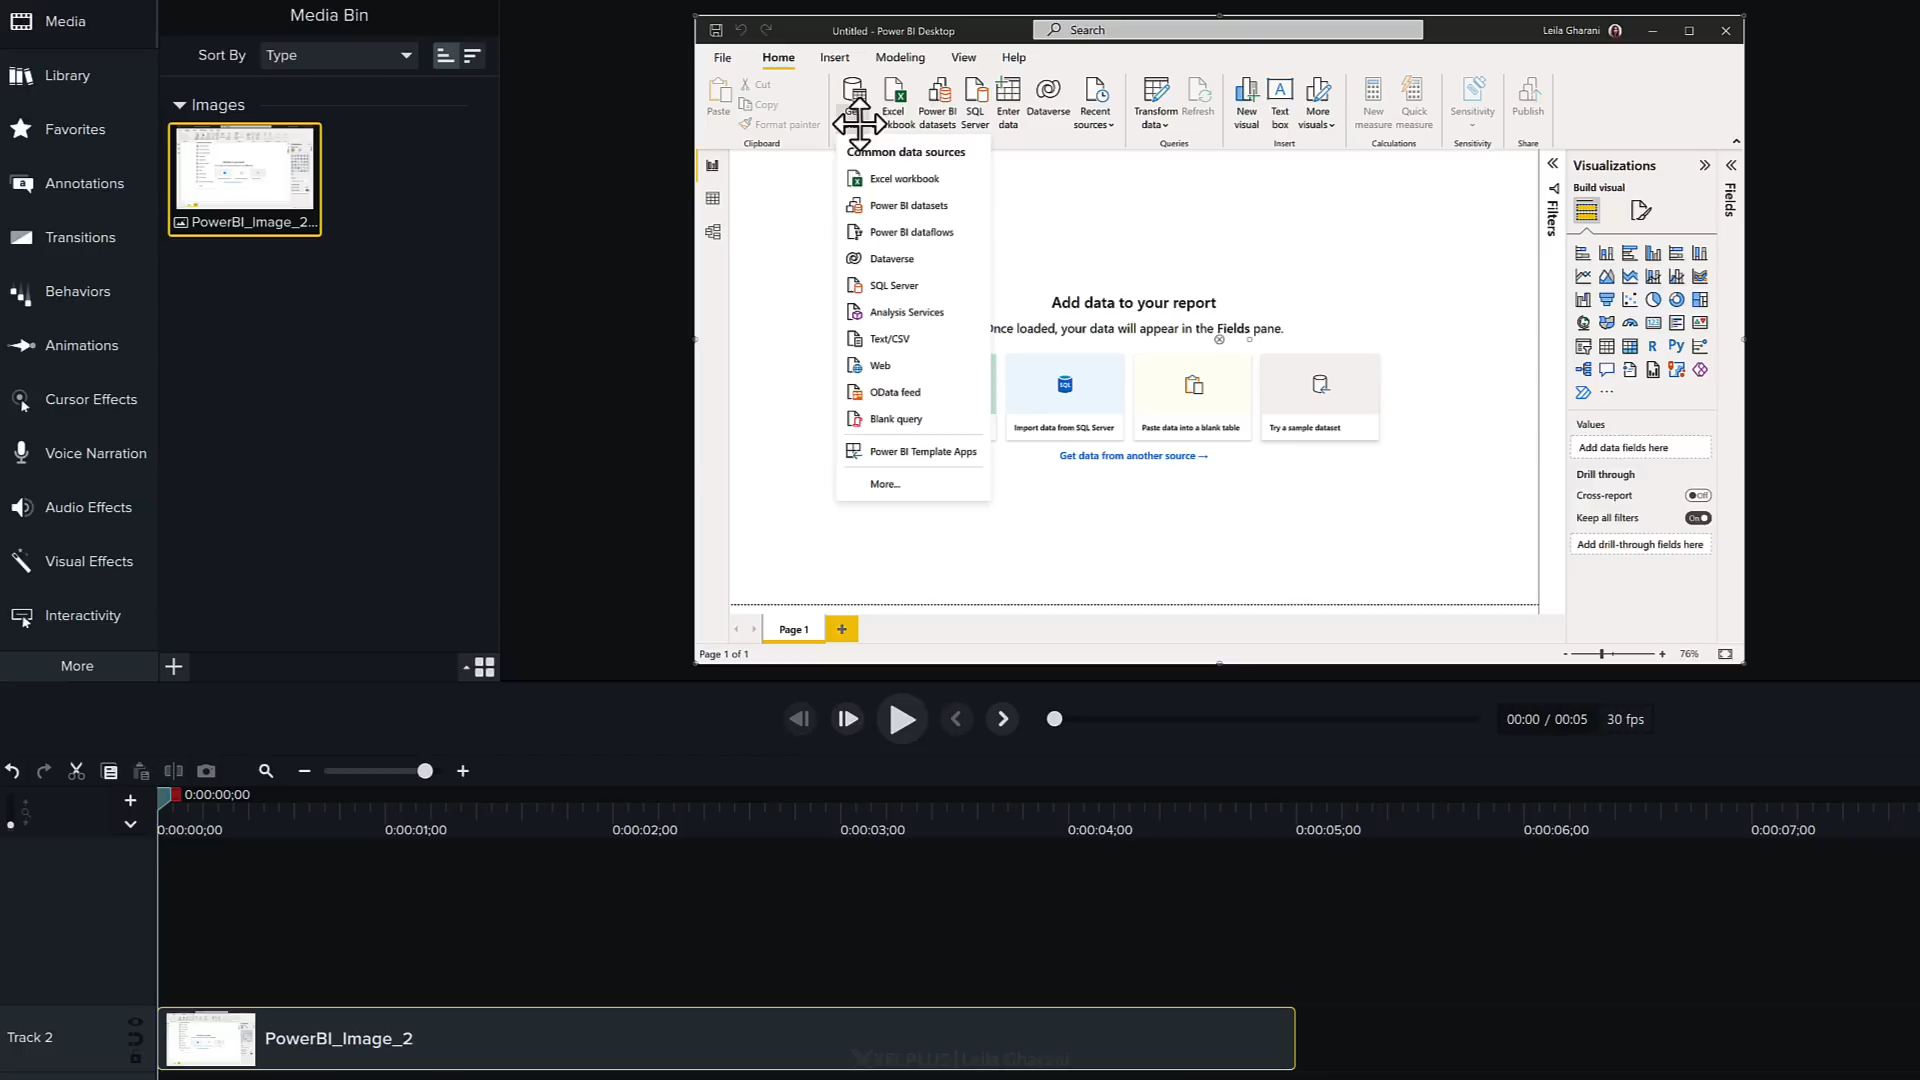 Media
Library
Favorites
Annotations
Transitions
Behaviors
Animations
Cursor Effects
Voice Narration
Audio Effects
Visual Effects
Interactivity
More
Media Bin
Sort By Type
Images
PowerBI_Image_2...
Untitled - Power BI Desktop
Search
Leila Gharani
File Home Insert Modeling View Help
Paste
Cut
Copy
Format painter
Clipboard
Excel
Power BI datasets
SQL Server
Enter data
Dataverse
Recent sources
Transform data
Refresh
Queries
New visual
Text box
More visuals
Insert
New measure
Quick measure
Calculations
Sensitivity
Sensitivity
Publish
Share
Common data sources
Excel workbook
Power BI datasets
Power BI dataflows
Dataverse
SQL Server
Analysis Services
Text/CSV
Web
OData feed
Blank query
Power BI Template Apps
More...
Add data to your report
Once loaded, your data will appear in the Fields pane.
SQL
Import data from SQL Server
Paste data into a blank table
Try a sample dataset
Get data from another source →
Filters
Visualizations
Build visual
123
R
Py
...
Values
Add data fields here
Drill through
Cross-report Off
Keep all filters On
Add drill-through fields here
Fields
Page 1
+
Page 1 of 1
- + 76%
00:00 / 00:05 30 fps
0:00:00;00
0:00:00;00 0:00:01;00 0:00:02;00 0:00:03;00 0:00:04;00 0:00:05;00 0:00:06;00 0:00:07;00
Track 2
PowerBI_Image_2
XELPLUS | Leila Gharani